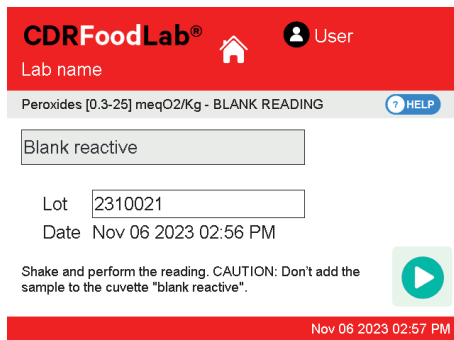 CDRFoodLab®
User
Lab name
Peroxides [0.3-25] meqO2/Kg - BLANK READING
? HELP
Blank reactive
Lot 2310021
Date Nov 06 2023 02:56 PM
Shake and perform the reading. CAUTION: Don't add the
sample to the cuvette "blank reactive".
Nov 06 2023 02:57 PM